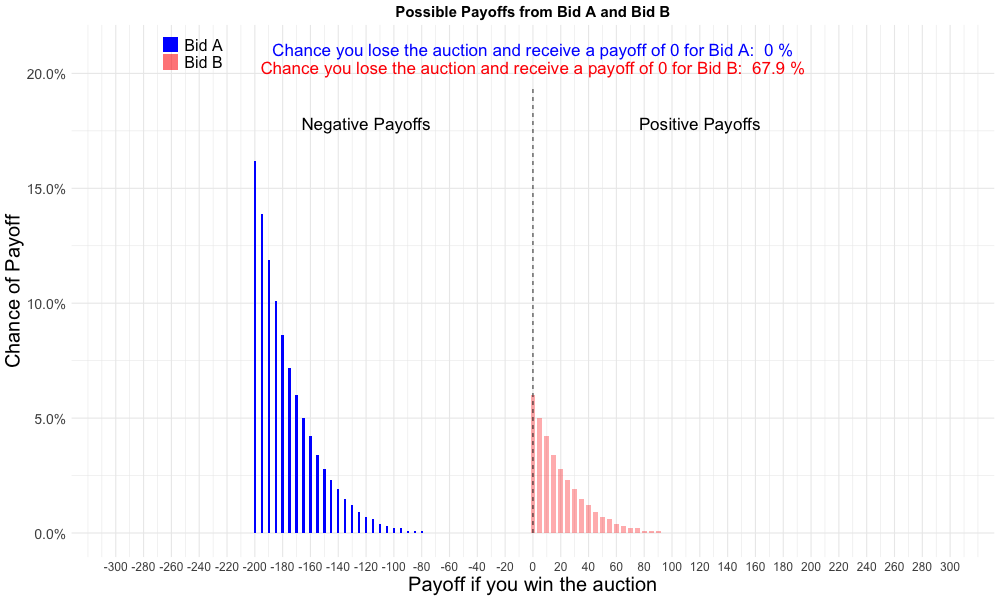 Possible Payoffs from Bid A and Bid B
Bid A
Bid B
Chance you lose the auction and receive a payoff of 0 for Bid A:  0 %
Chance you lose the auction and receive a payoff of 0 for Bid B:  67.9 %
Negative Payoffs
Positive Payoffs
Chance of Payoff
20.0%
15.0%
10.0%
5.0%
0.0%
-300 -280 -260 -240 -220 -200 -180 -160 -140 -120 -100 -80 -60 -40 -20 0 20 40 60 80 100 120 140 160 180 200 220 240 260 280 300
Payoff if you win the auction